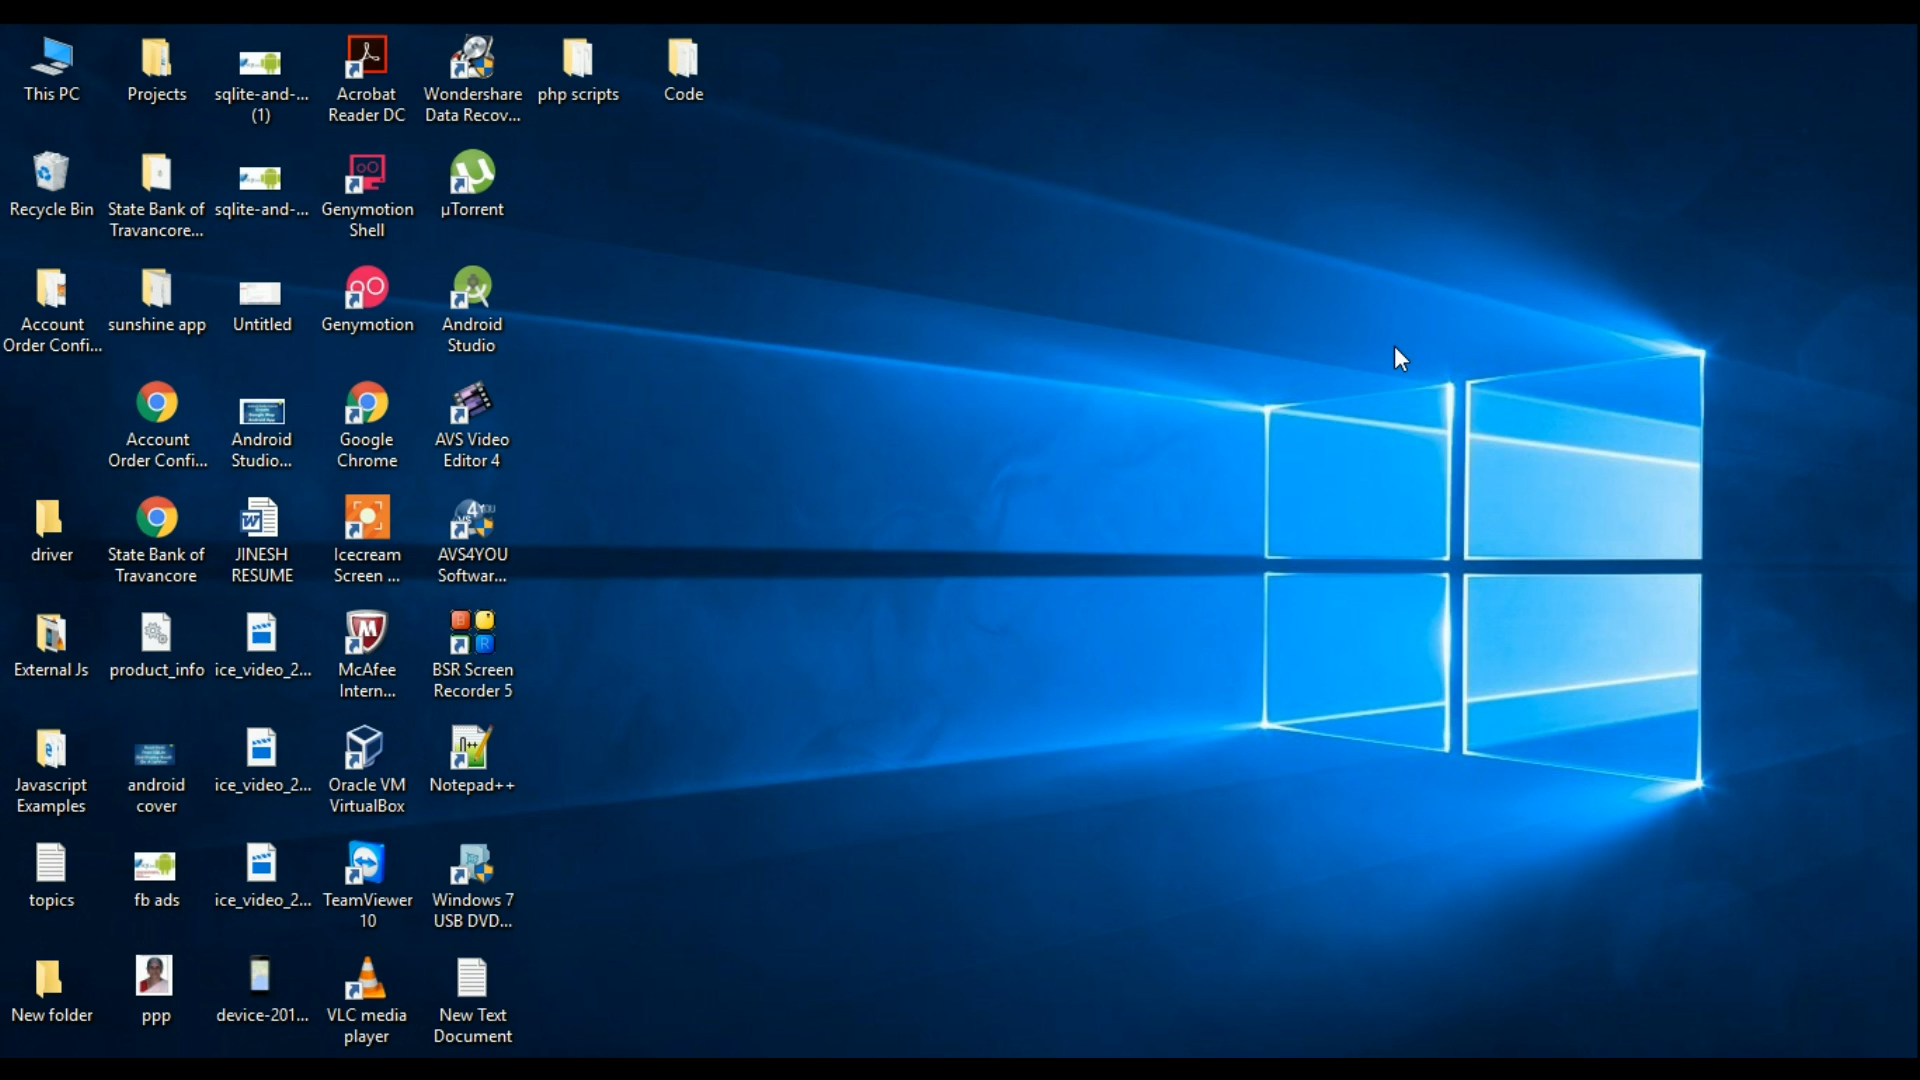 This PC
Projects
sqlite-and-...
(1)
Acrobat
Reader DC
Wondershare
Data Recov...
php scripts
Code
Recycle Bin
State Bank of
Travancore...
sqlite-and-...
Genymotion
Shell
µTorrent
Account
Order Confi...
sunshine app
Untitled
Genymotion
Android
Studio
Account
Order Confi...
Android
Studio...
Google
Chrome
AVS Video
Editor 4
driver
State Bank of
Travancore
JINESH
RESUME
Icecream
Screen ...
AVS4YOU
Softwar...
External Js
product_info
ice_video_2...
McAfee
Intern...
BSR Screen
Recorder 5
Javascript
Examples
android
cover
ice_video_2...
Oracle VM
VirtualBox
Notepad++
topics
fb ads
ice_video_2...
TeamViewer
10
Windows 7
USB DVD...
New folder
ppp
device-201...
VLC media
player
New Text
Document